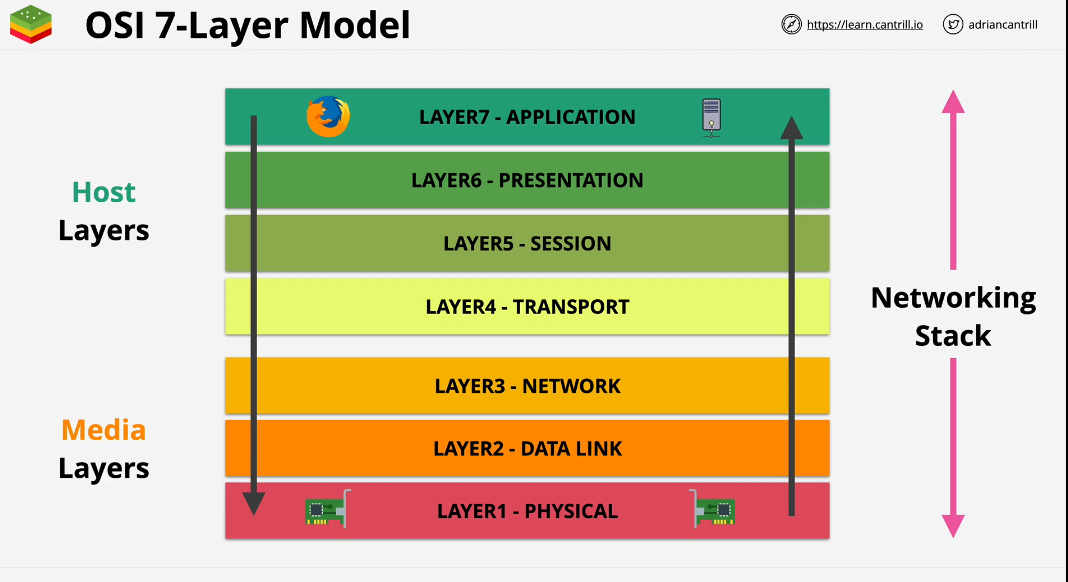 OSI 7-Layer Model
https://learn.cantrill.io
adriancantrill
LAYER7 - APPLICATION
LAYER6 - PRESENTATION
Host
Layers
LAYER5 - SESSION
LAYER4 - TRANSPORT
Networking
Stack
LAYER3 - NETWORK
Media
Layers
LAYER2 - DATA LINK
LAYER1 - PHYSICAL